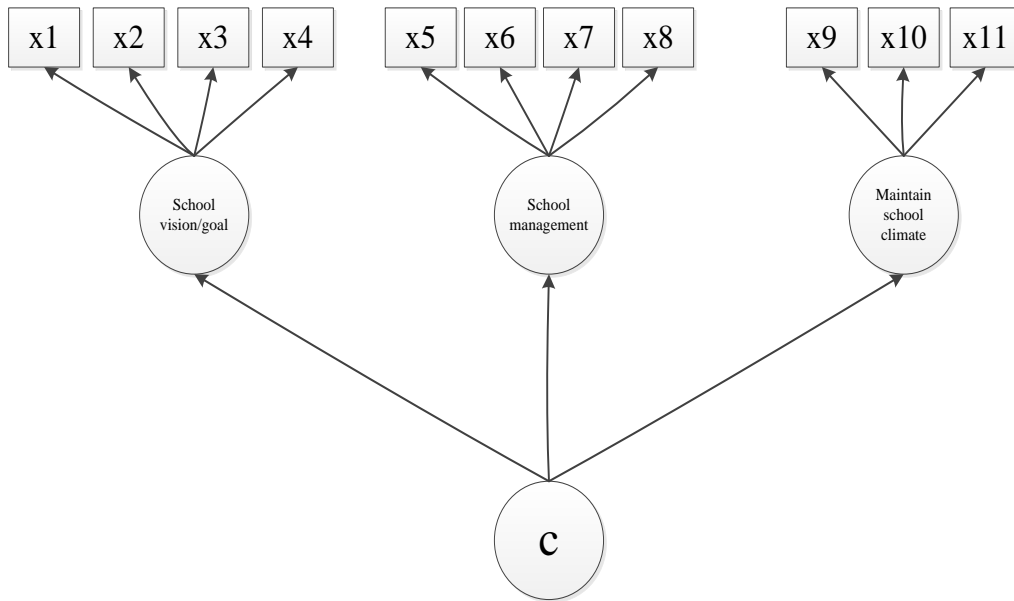 x1 x2 x3 x4 x5 x6 x7 x8 x9 x10 x11
School
vision/goal
School
management
Maintain
school
climate
c